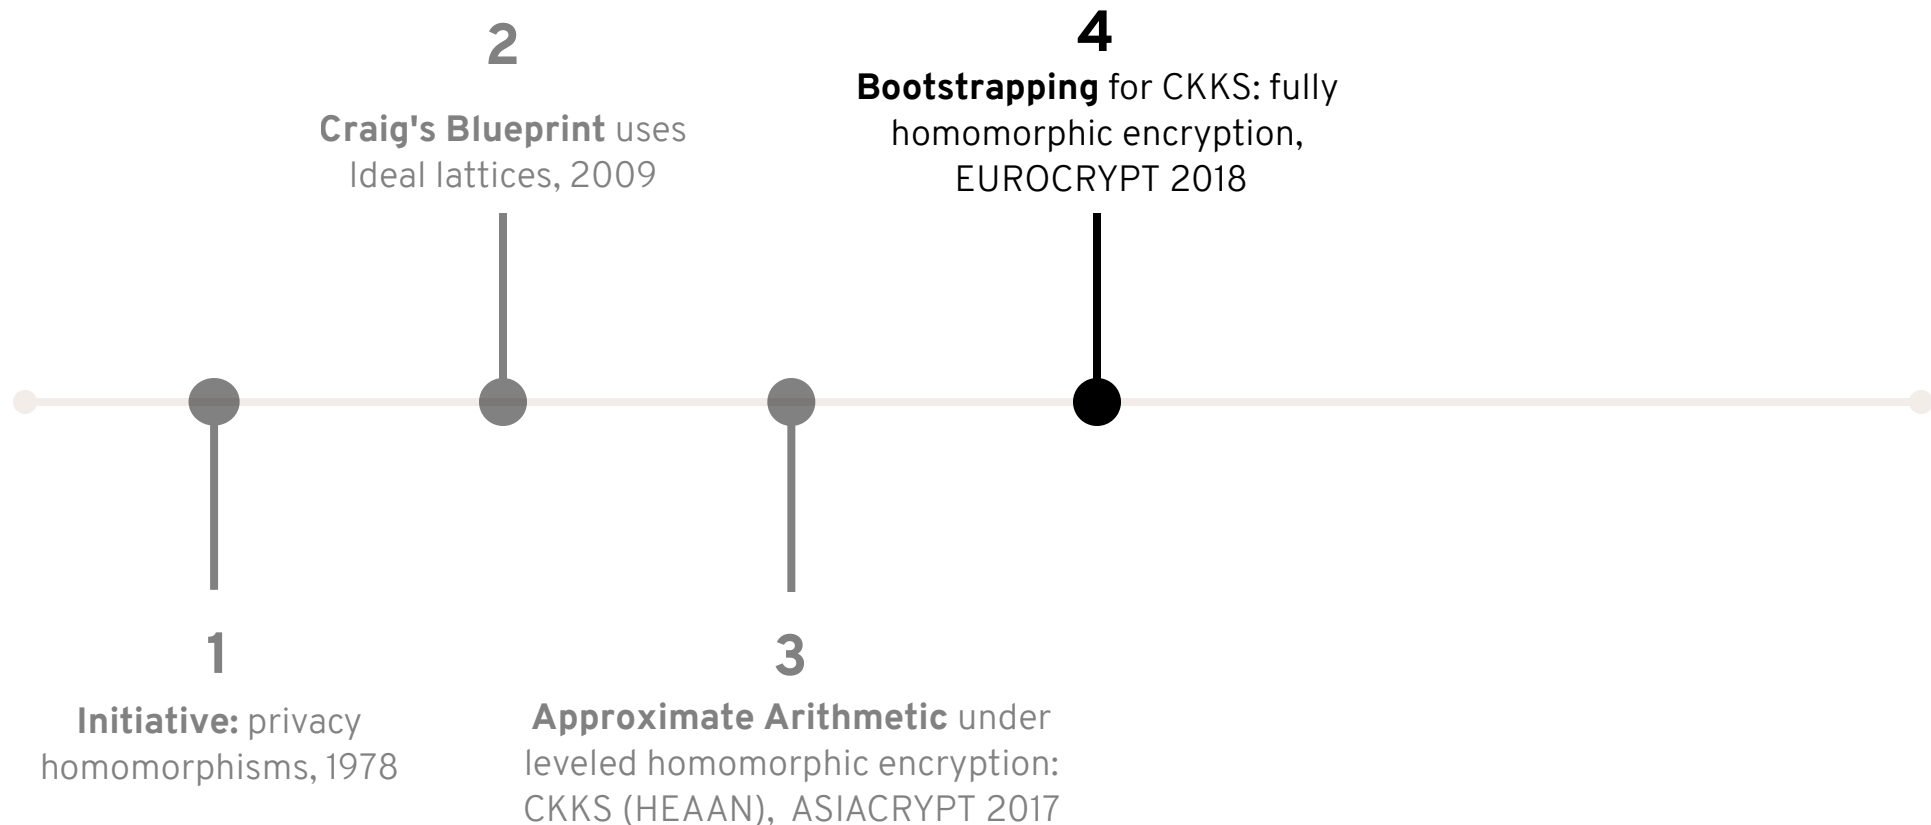 2
Craig's Blueprint uses
Ideal lattices, 2009
4
Bootstrapping for CKKS: fully
homomorphic encryption,
EUROCRYPT 2018
1
Initiative: privacy
homomorphisms, 1978
3
Approximate Arithmetic under
leveled homomorphic encryption:
CKKS (HEAAN), ASIACRYPT 2017